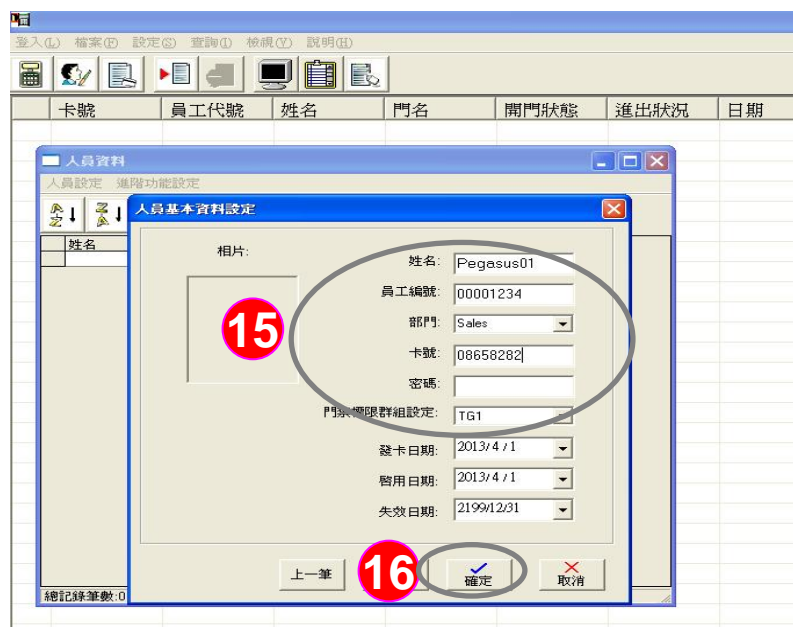 登入(L) 檔案(F) 設定(S) 查詢(I) 檢視(V) 說明(H)
卡號 員工代號 姓名 門名 開門狀態 進出狀況 日期
人員資料
人員設定 進階功能設定
人員基本資料設定
姓名
相片:
姓名: Pegasus01
員工編號: 00001234
15
部門: Sales
卡號: 08658282
密碼:
門禁權限群組設定: TG1
發卡日期: 2013/ 4 / 1
啟用日期: 2013/ 4 / 1
失效日期: 2199/12/31
上一筆
16
確定
取消
總記錄筆數:0